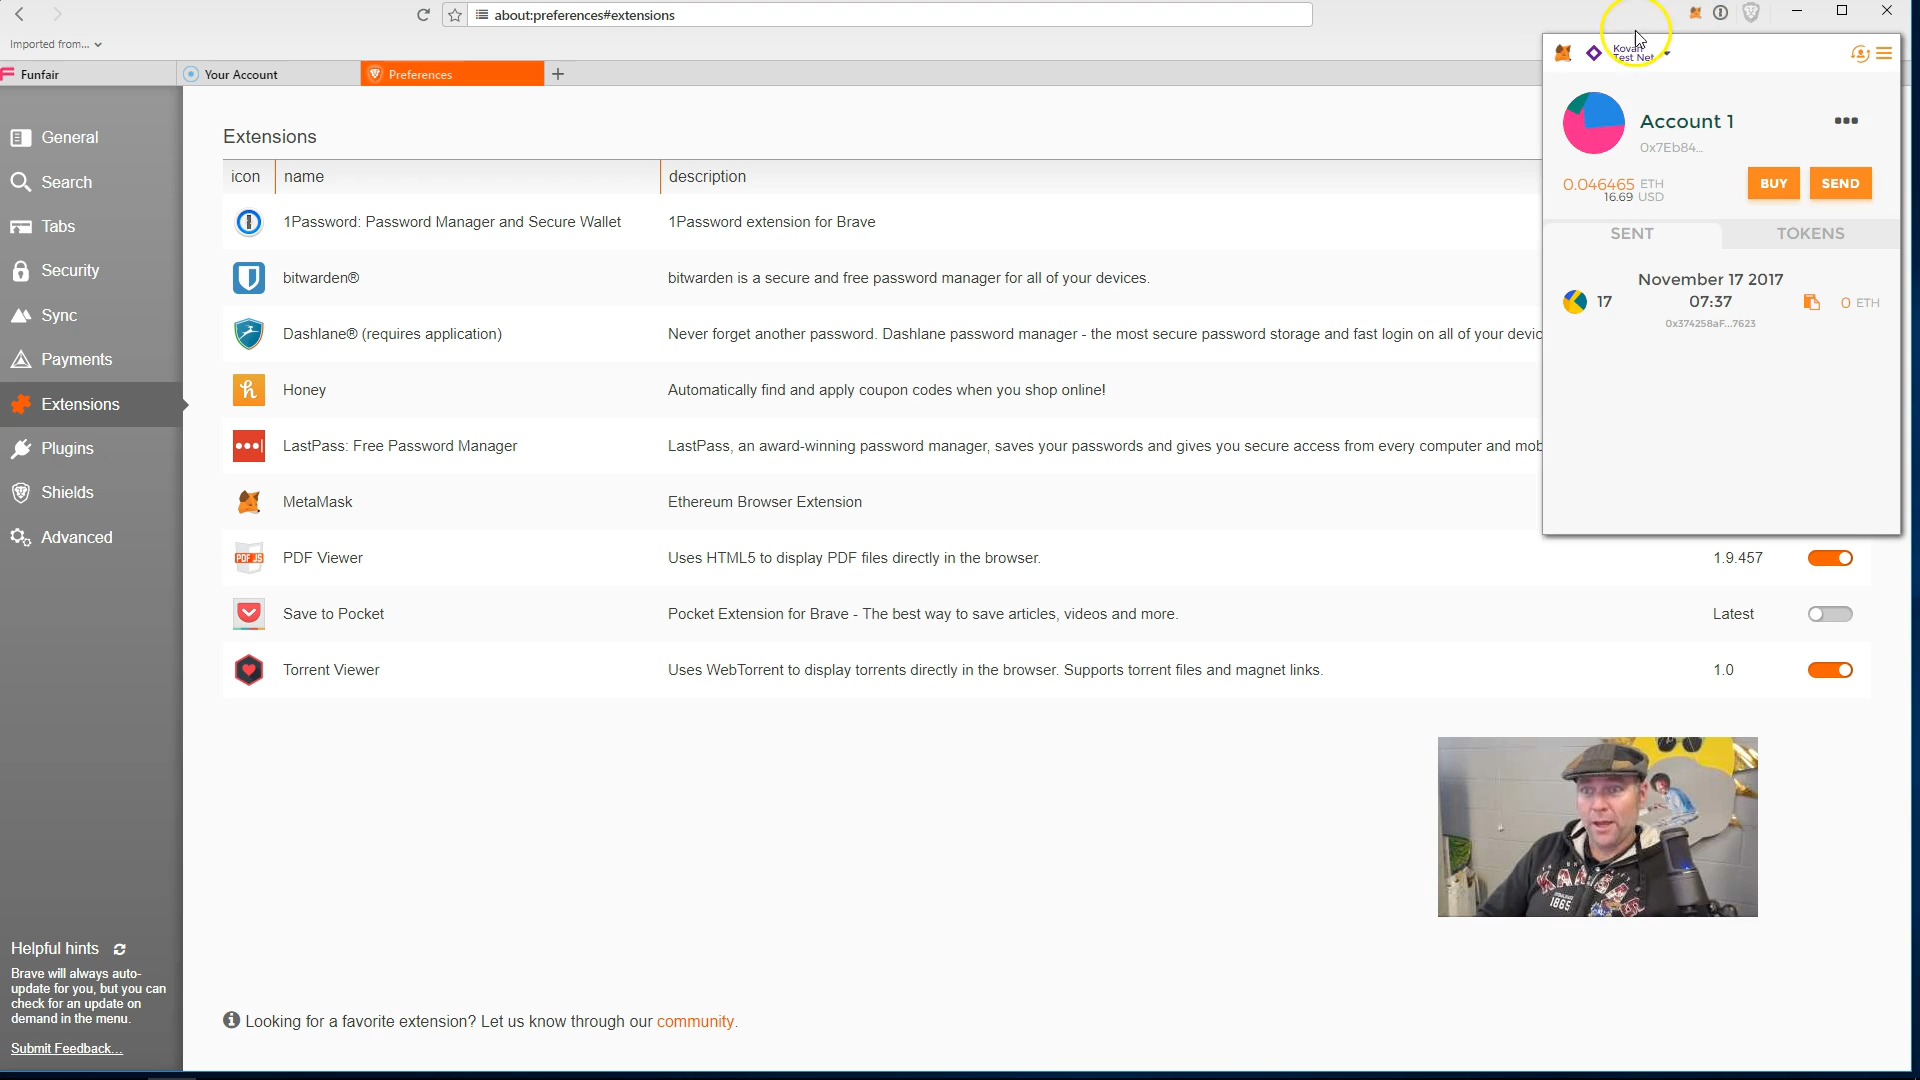 about:preferences#extensions
Imported from...
Funfair
Your Account
Preferences
General
Search
Tabs
Security
Sync
Payments
Extensions
Plugins
Shields
Advanced
Helpful hints
Brave will always auto-
update for you, but you can
check for an update on
demand in the menu.
Submit Feedback...
Extensions
icon name description
1Password: Password Manager and Secure Wallet 1Password extension for Brave
bitwarden® bitwarden is a secure and free password manager for all of your devices.
Dashlane® (requires application) Never forget another password. Dashlane password manager - the most secure password storage and fast login on all of your devic
Honey Automatically find and apply coupon codes when you shop online!
LastPass: Free Password Manager LastPass, an award-winning password manager, saves your passwords and gives you secure access from every computer and mob
MetaMask Ethereum Browser Extension
PDF JS
PDF Viewer Uses HTML5 to display PDF files directly in the browser. 1.9.457
Save to Pocket Pocket Extension for Brave - The best way to save articles, videos and more. Latest
Torrent Viewer Uses WebTorrent to display torrents directly in the browser. Supports torrent files and magnet links. 1.0
Looking for a favorite extension? Let us know through our community.
Kovan
Test Net
Account 1
0x7Eb84...
0.046465 ETH
16.69 USD
BUY SEND
SENT TOKENS
November 17 2017
17 07:37 0 ETH
0x374258aF...7623
KANSAS
1865